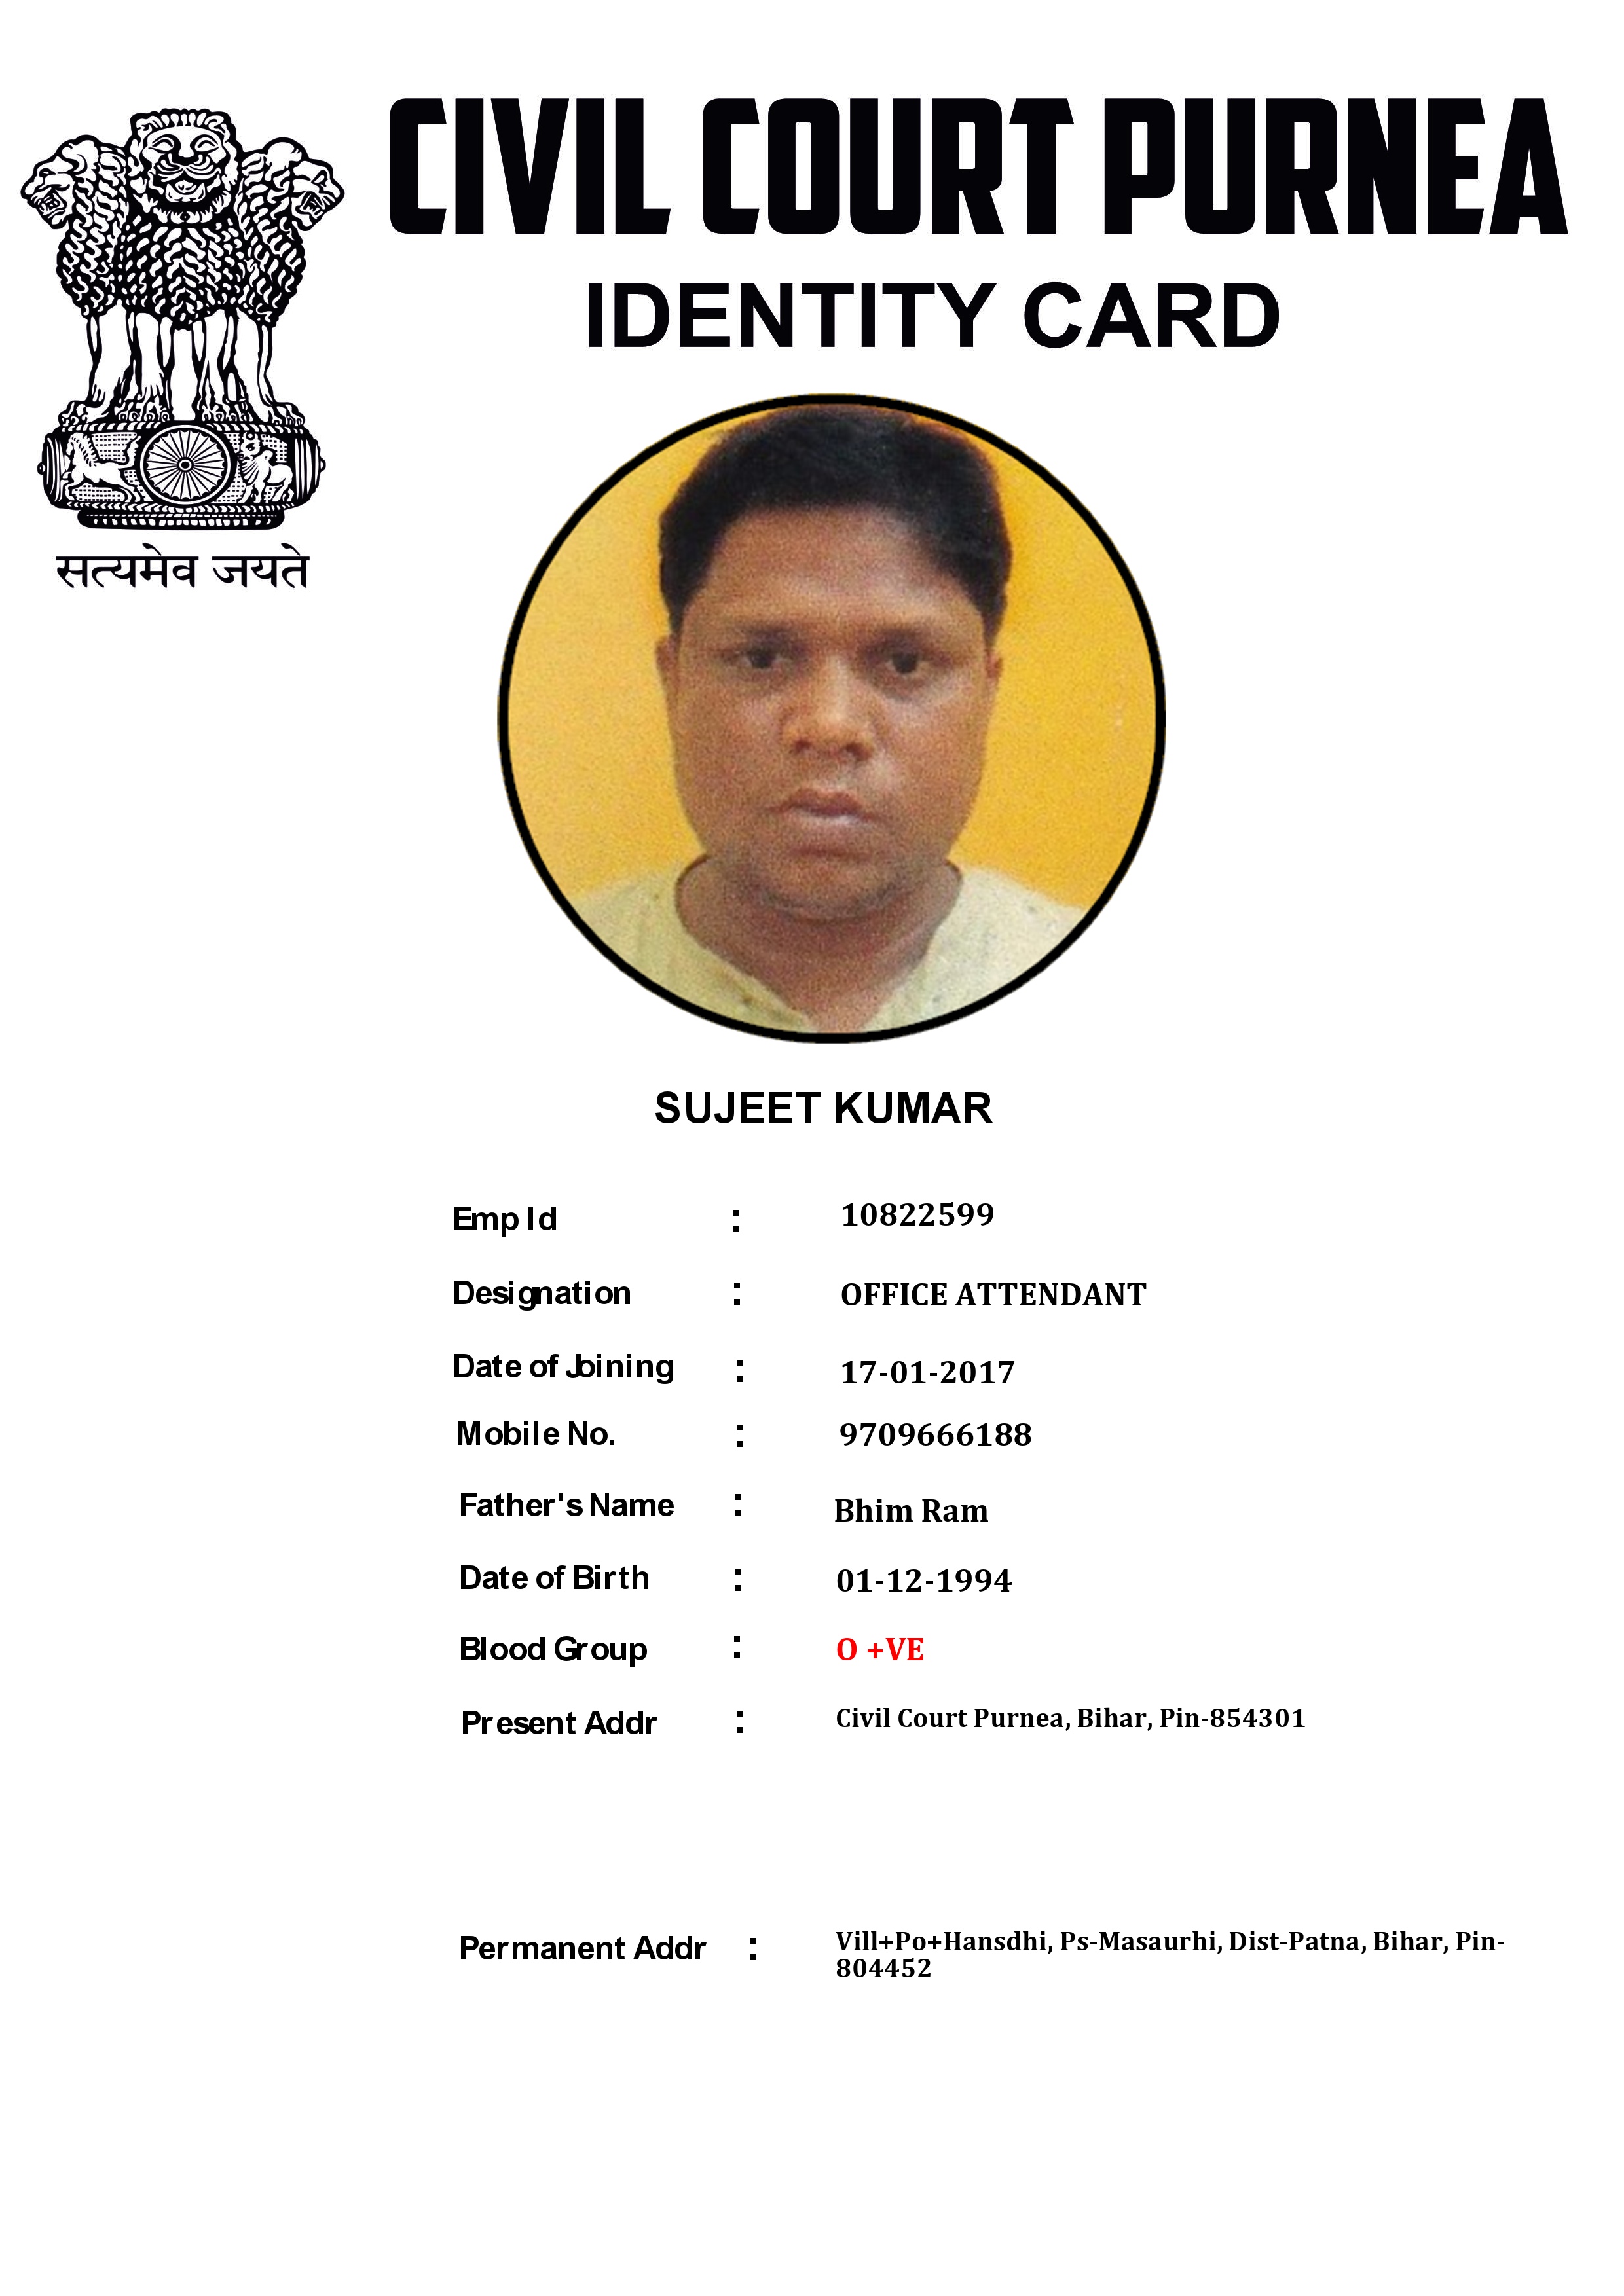 CIVIL COURT PURNEA
IDENTITY CARD
सत्यमेव जयते
SUJEET KUMAR
Emp Id : 10822599
Designation : OFFICE ATTENDANT
Date of Joining : 17-01-2017
Mobile No. : 9709666188
Father's Name : Bhim Ram
Date of Birth : 01-12-1994
Blood Group : O +VE
Present Addr : Civil Court Purnea, Bihar, Pin-854301
Permanent Addr : Vill+Po+Hansdhi, Ps-Masaurhi, Dist-Patna, Bihar, Pin-
804452